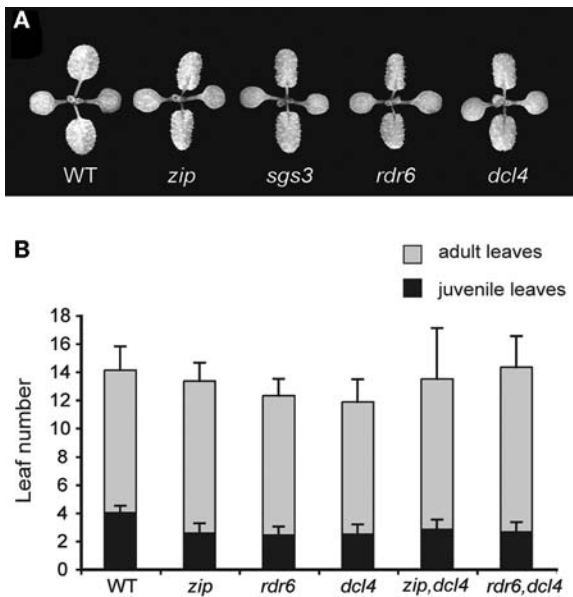 A
WT zip sgs3 rdr6 dcl4
B
adult leaves
juvenile leaves
18
16
14
12
10
8
6
4
2
0
Leaf number
WT zip rdr6 dcl4 zip,dcl4 rdr6,dcl4